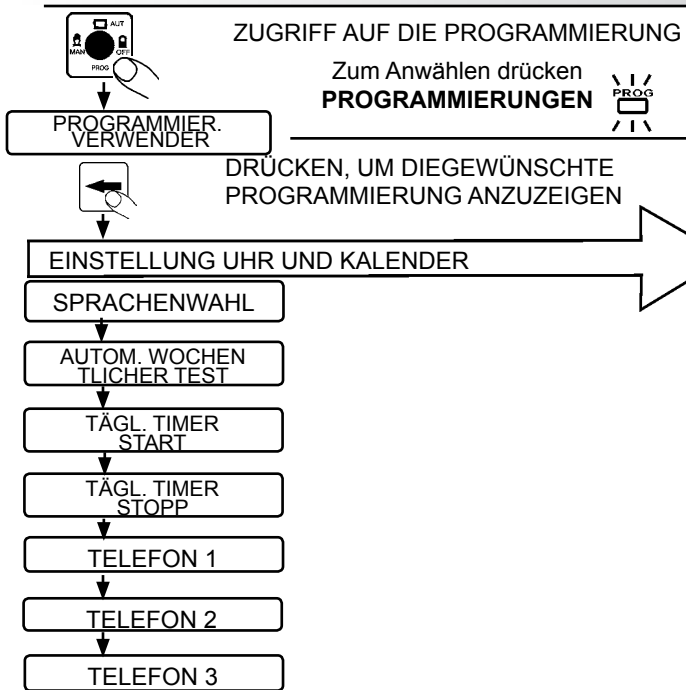 ZUGRIFF AUF DIE PROGRAMMIERUNG
AUT
MAN
OFF
PROG
Zum Anwählen drücken
PROGRAMMIERUNGEN
PROG
PROGRAMMIER.
VERWENDER
DRÜCKEN, UM DIEGEWÜNSCHTE
PROGRAMMIERUNG ANZUZEIGEN
EINSTELLUNG UHR UND KALENDER
SPRACHENWAHL
AUTOM. WOCHEN
TLICHER TEST
TÄGL. TIMER
START
TÄGL. TIMER
STOPP
TELEFON 1
TELEFON 2
TELEFON 3